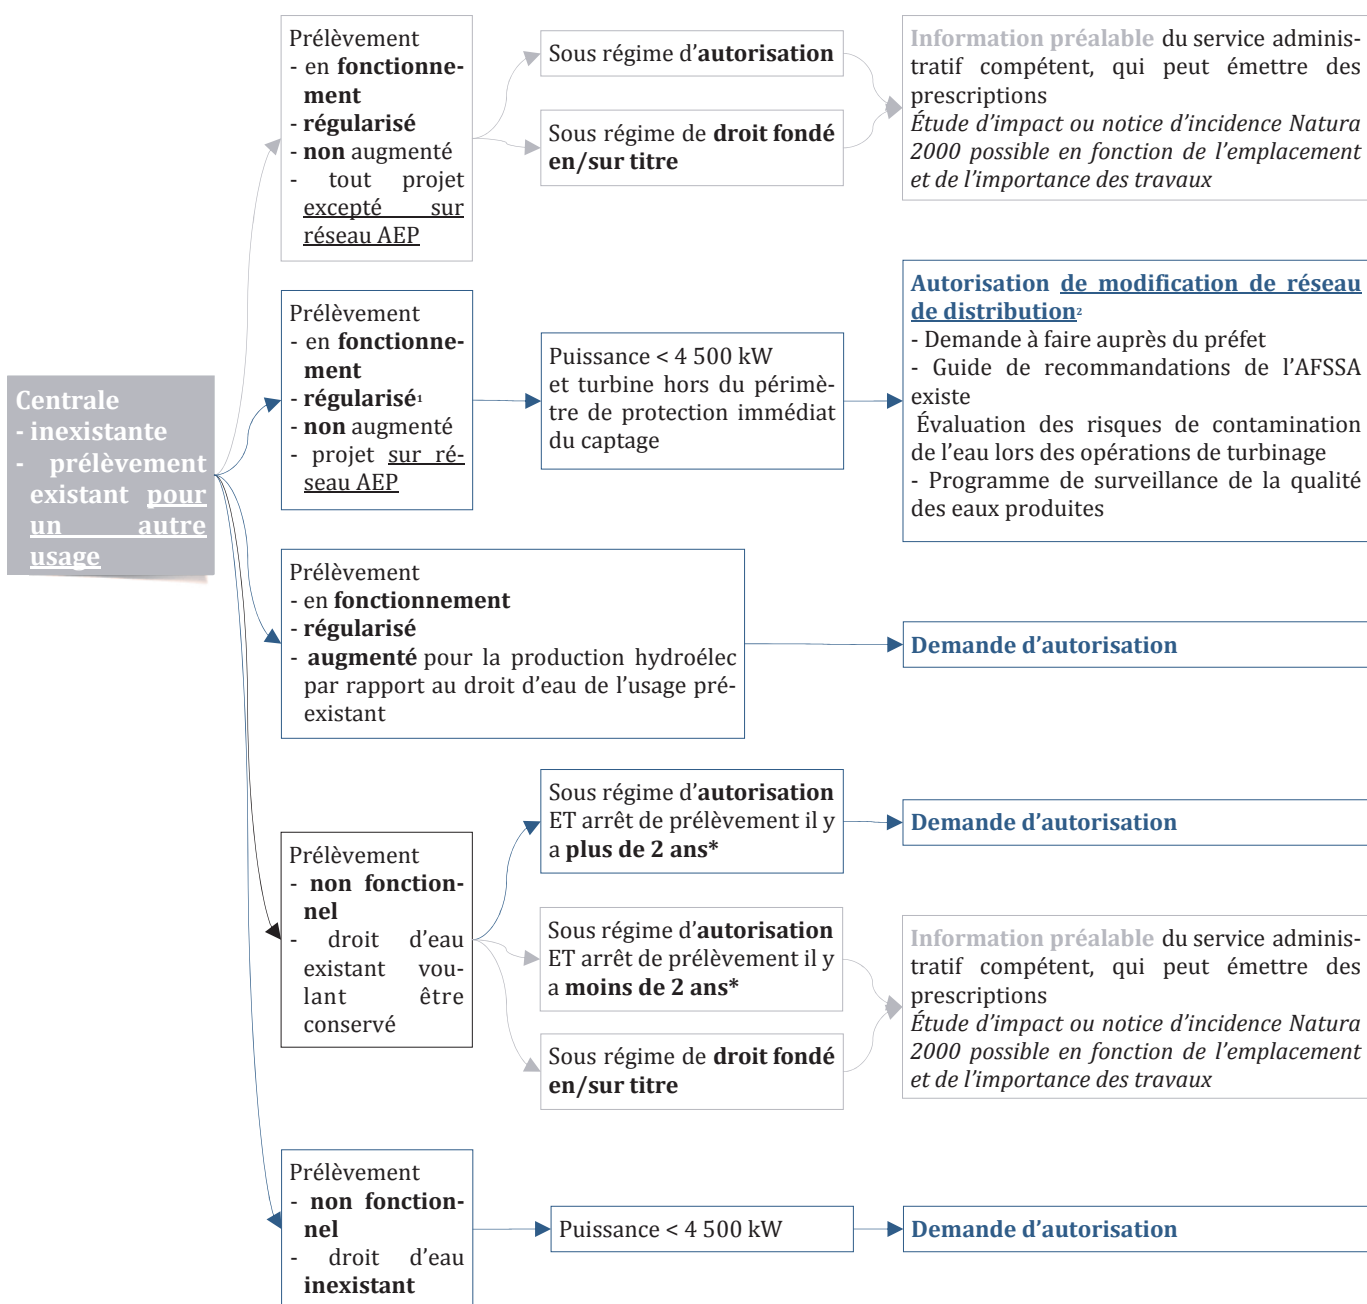 Centrale
- inexistante
- prélèvement
existant pour
un autre
usage
Prélèvement
- en fonctionne-
ment
- régularisé
- non augmenté
- tout projet
excepté sur
réseau AEP
Sous régime d’autorisation
Sous régime de droit fondé
en/sur titre
Information préalable du service adminis-
tratif compétent, qui peut émettre des
prescriptions
Étude d’impact ou notice d’incidence Natura
2000 possible en fonction de l’emplacement
et de l’importance des travaux
Prélèvement
- en fonctionne-
ment
- régularisé1
- non augmenté
- projet sur ré-
seau AEP
Puissance < 4 500 kW
et turbine hors du périmè-
tre de protection immédiat
du captage
Autorisation de modification de réseau
de distribution2
- Demande à faire auprès du préfet
- Guide de recommandations de l’AFSSA
existe
Évaluation des risques de contamination
de l’eau lors des opérations de turbinage
- Programme de surveillance de la qualité
des eaux produites
Prélèvement
- en fonctionnement
- régularisé
- augmenté pour la production hydroélec
par rapport au droit d’eau de l’usage pré-
existant
Demande d’autorisation
Prélèvement
- non fonction-
nel
- droit d’eau
existant vou-
lant être
conservé
Sous régime d’autorisation
ET arrêt de prélèvement il y
a plus de 2 ans*
Demande d’autorisation
Sous régime d’autorisation
ET arrêt de prélèvement il y
a moins de 2 ans*
Sous régime de droit fondé
en/sur titre
Information préalable du service adminis-
tratif compétent, qui peut émettre des
prescriptions
Étude d’impact ou notice d’incidence Natura
2000 possible en fonction de l’emplacement
et de l’importance des travaux
Prélèvement
- non fonction-
nel
- droit d’eau
inexistant
Puissance < 4 500 kW
Demande d’autorisation